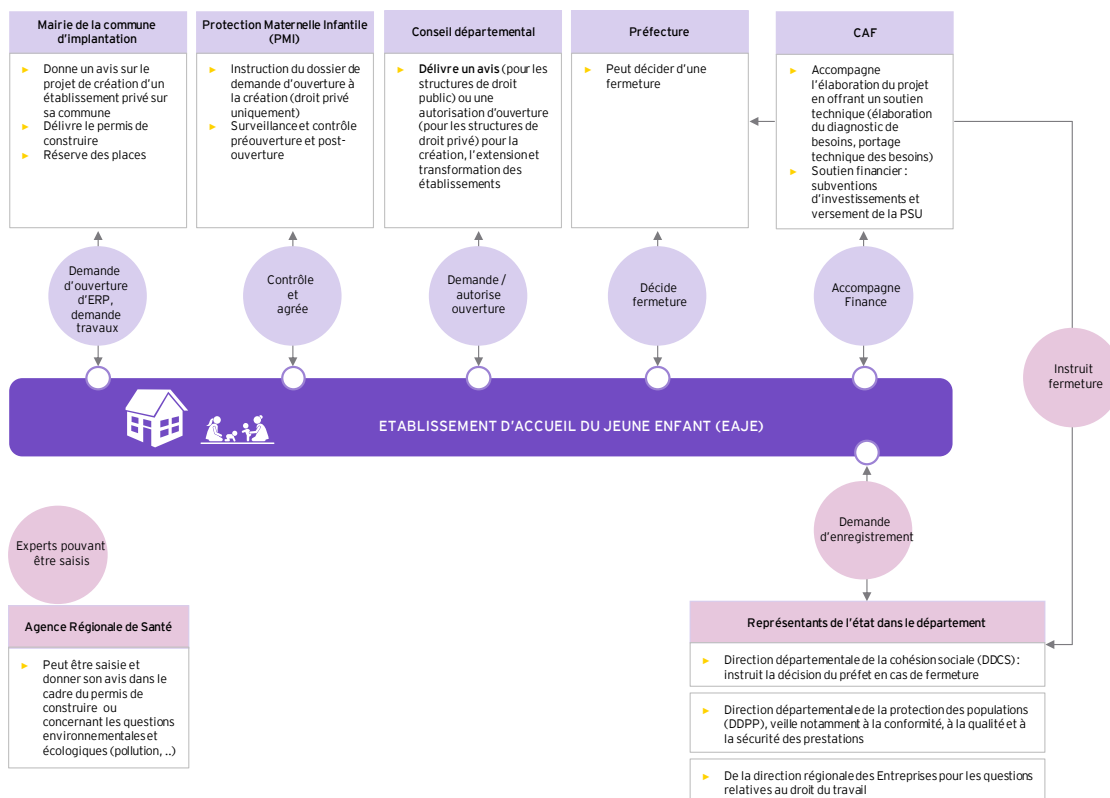 Mairie de la commune
d'implantation
► Donne un avis sur le
projet de création d'un
établissement privé sur
sa commune
► Délivre le permis de
construire
► Réserve des places
Protection Maternelle Infantile
(PMI)
► Instruction du dossier de
demande d'ouverture à
la création (droit privé
uniquement)
► Surveillance et contrôle
préouverture et post-
ouverture
Conseil départemental
► Délivre un avis (pour les
structures de droit
public) ou une
autorisation d'ouverture
(pour les structures de
droit privé) pour la
création, l'extension et
transformation des
établissements
Préfecture
► Peut décider d'une
fermeture
CAF
► Accompagne
l'élaboration du projet
en offrant un soutien
technique (élaboration
du diagnostic de
besoins, portage
technique des besoins)
► Soutien financier :
subventions
d'investissements et
versement de la PSU
Demande
d'ouverture
d'ERP,
demande
travaux
Contrôle
et
agrée
Demande /
autorise
ouverture
Décide
fermeture
Accompagne
Finance
Instruit
fermeture
ETABLISSEMENT D'ACCUEIL DU JEUNE ENFANT (EAJE)
Experts pouvant
être saisis
Demande
d'enregistrement
Agence Régionale de Santé
► Peut être saisie et
donner son avis dans le
cadre du permis de
construire ou
concernant les questions
environnementales et
écologiques (pollution, ..)
Représentants de l'état dans le département
► Direction départementale de la cohésion sociale (DDCS) :
instruit la décision du préfet en cas de fermeture
► Direction départementale de la protection des populations
(DDPP), veille notamment à la conformité, à la qualité et à
la sécurité des prestations
► De la direction régionale des Entreprises pour les questions
relatives au droit du travail